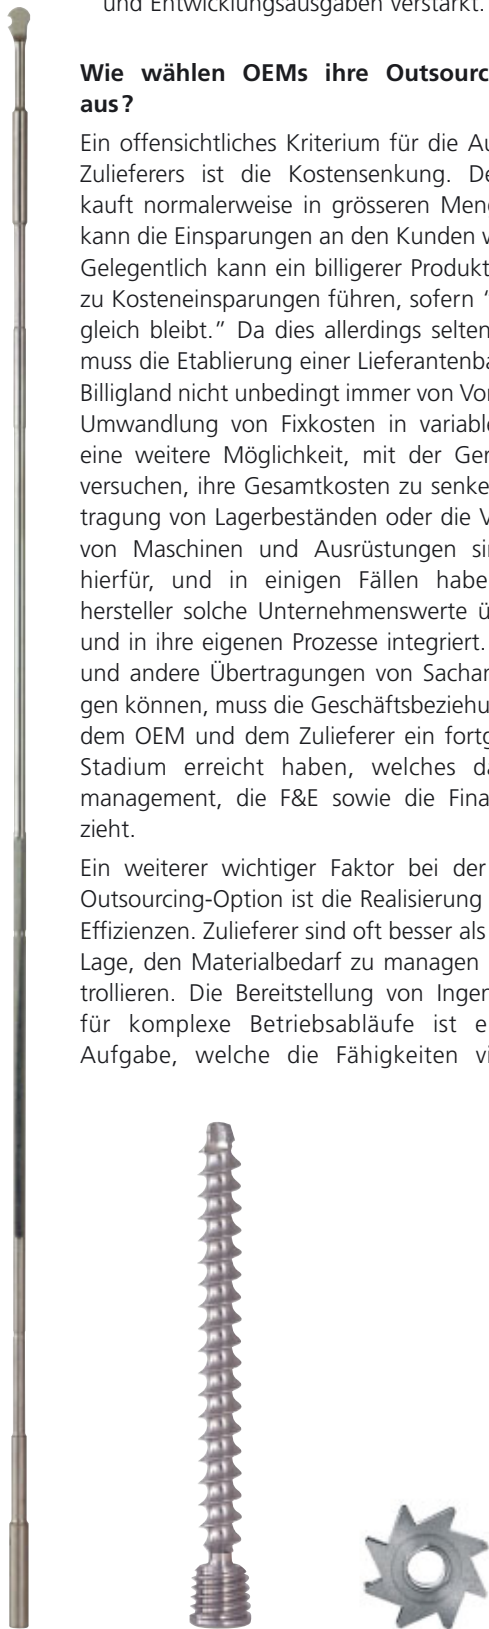 und Entwicklungsausgaben verstärkt.
Wie wählen OEMs ihre Outsourc
aus?
Ein offensichtliches Kriterium für die Au
Zulieferers ist die Kostensenkung. De
kauft normalerweise in grösseren Men
kann die Einsparungen an den Kunden
Gelegentlich kann ein billigerer Produkt
zu Kosteneinsparungen führen, sofern “
gleich bleibt.” Da dies allerdings selten
muss die Etablierung einer Lieferantenba
Billigland nicht unbedingt immer von Vor
Umwandlung von Fixkosten in variable
eine weitere Möglichkeit, mit der Ger
versuchen, ihre Gesamtkosten zu senke
tragung von Lagerbeständen oder die V
von Maschinen und Ausrüstungen sin
hierfür, und in einigen Fällen habe
hersteller solche Unternehmenswerte ü
und in ihre eigenen Prozesse integriert.
und andere Übertragungen von Sachan
gen können, muss die Geschäftsbeziehu
dem OEM und dem Zulieferer ein fortg
Stadium erreicht haben, welches da
management, die F&E sowie die Fina
zieht.
Ein weiterer wichtiger Faktor bei der
Outsourcing-Option ist die Realisierung
Effizienzen. Zulieferer sind oft besser als
Lage, den Materialbedarf zu managen
trollieren. Die Bereitstellung von Ingen
für komplexe Betriebsabläufe ist e
Aufgabe, welche die Fähigkeiten vi